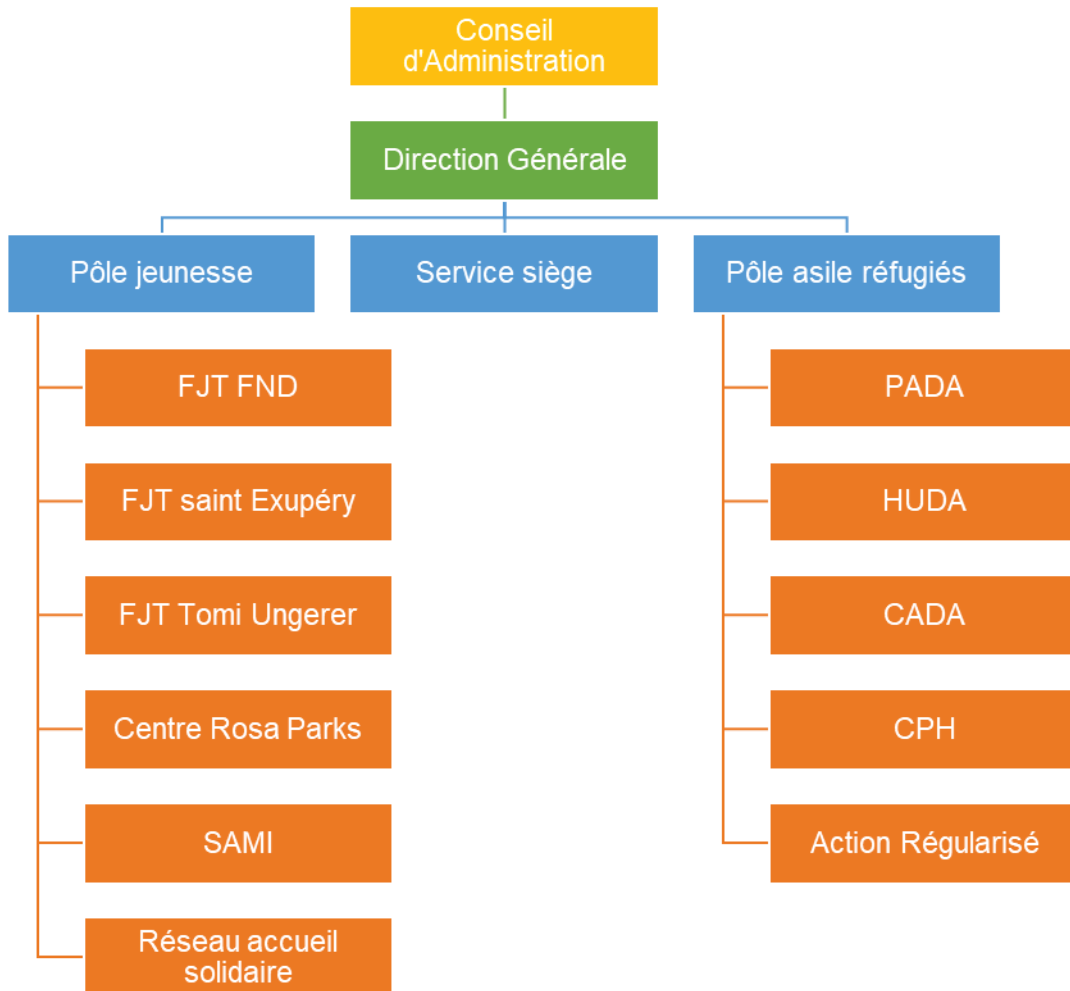 Conseil
d'Administration
Direction Générale
Pôle jeunesse
Service siège
Pôle asile réfugiés
FJT FND
FJT saint Exupéry
FJT Tomi Ungerer
Centre Rosa Parks
SAMI
Réseau accueil
solidaire
PADA
HUDA
CADA
CPH
Action Régularisé